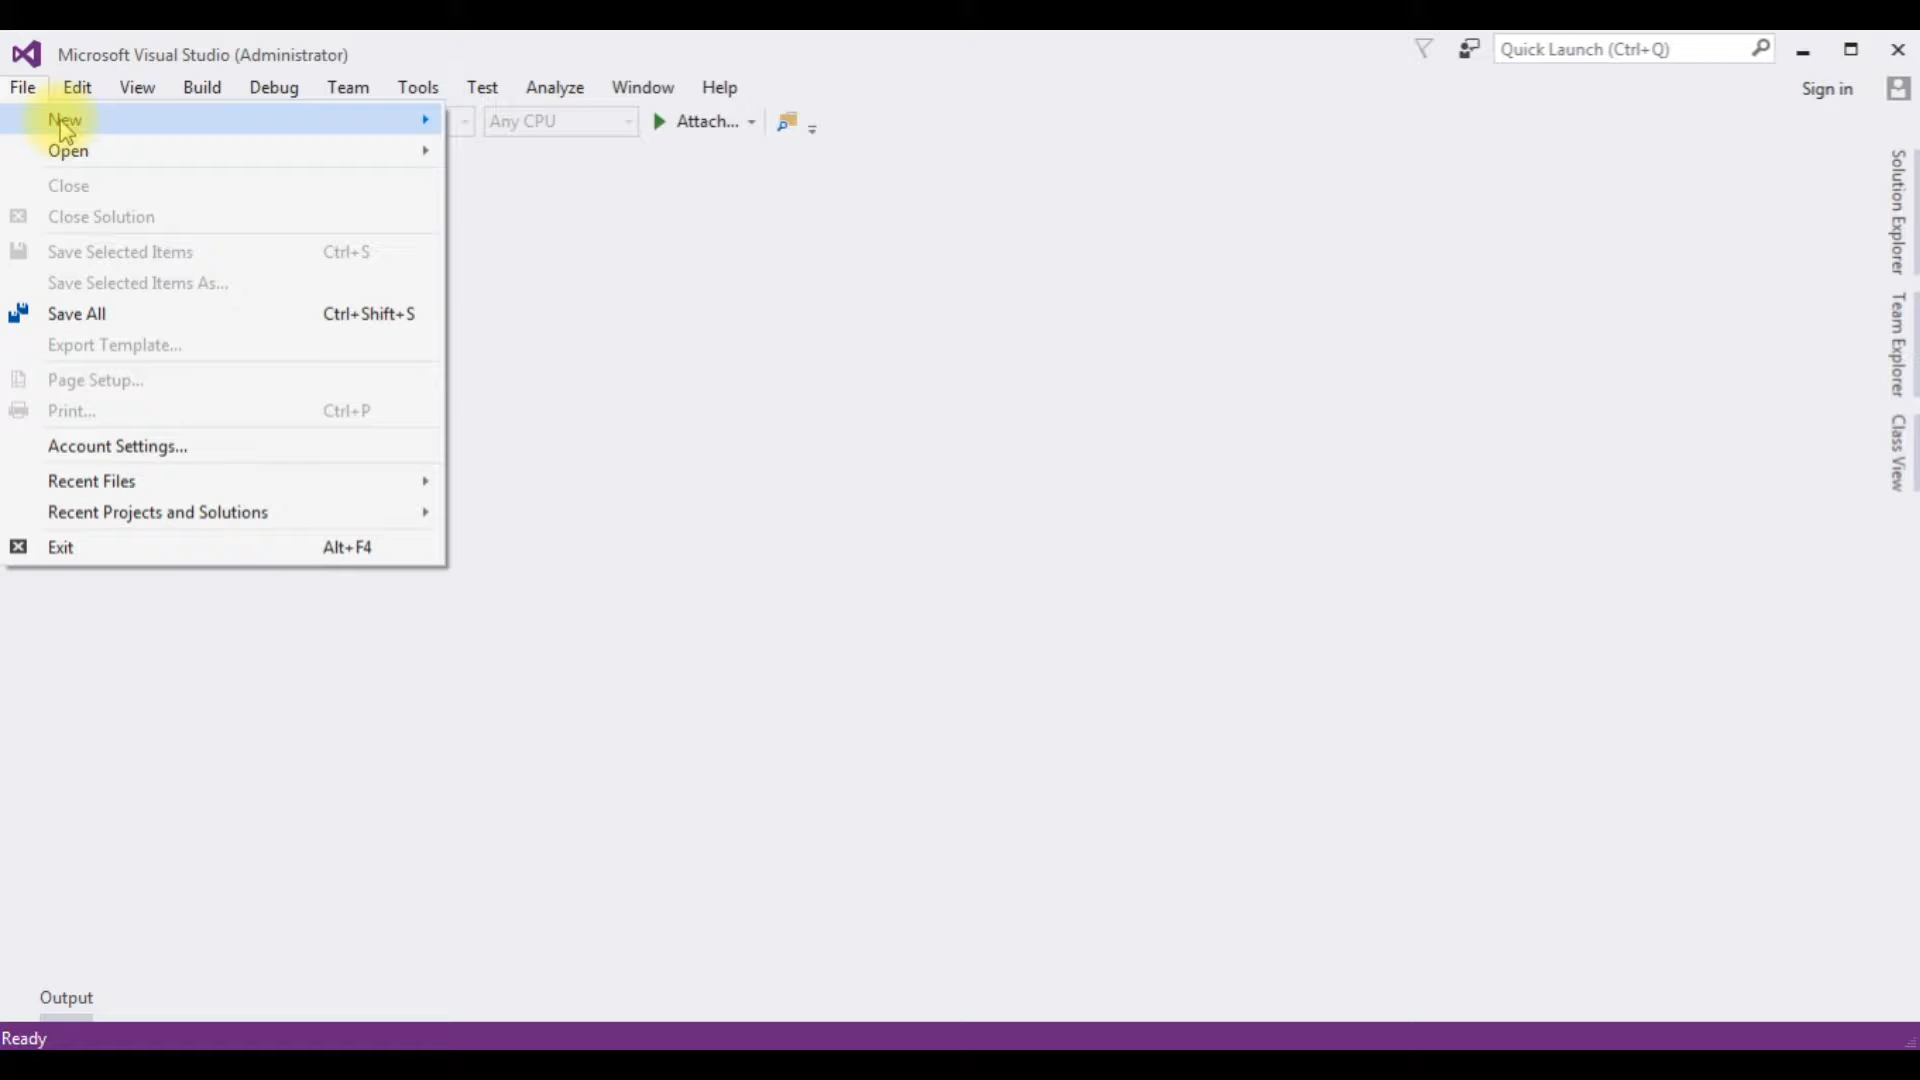 Microsoft Visual Studio (Administrator)
Quick Launch (Ctrl+Q)
File Edit View Build Debug Team Tools Test Analyze Window Help
Sign in
New
Any CPU
Attach...
Open
Close
Close Solution
Save Selected Items Ctrl+S
Save Selected Items As...
Save All Ctrl+Shift+S
Export Template...
Page Setup...
Print... Ctrl+P
Account Settings...
Recent Files
Recent Projects and Solutions
Exit Alt+F4
Solution Explorer
Team Explorer
Class View
Output
Ready